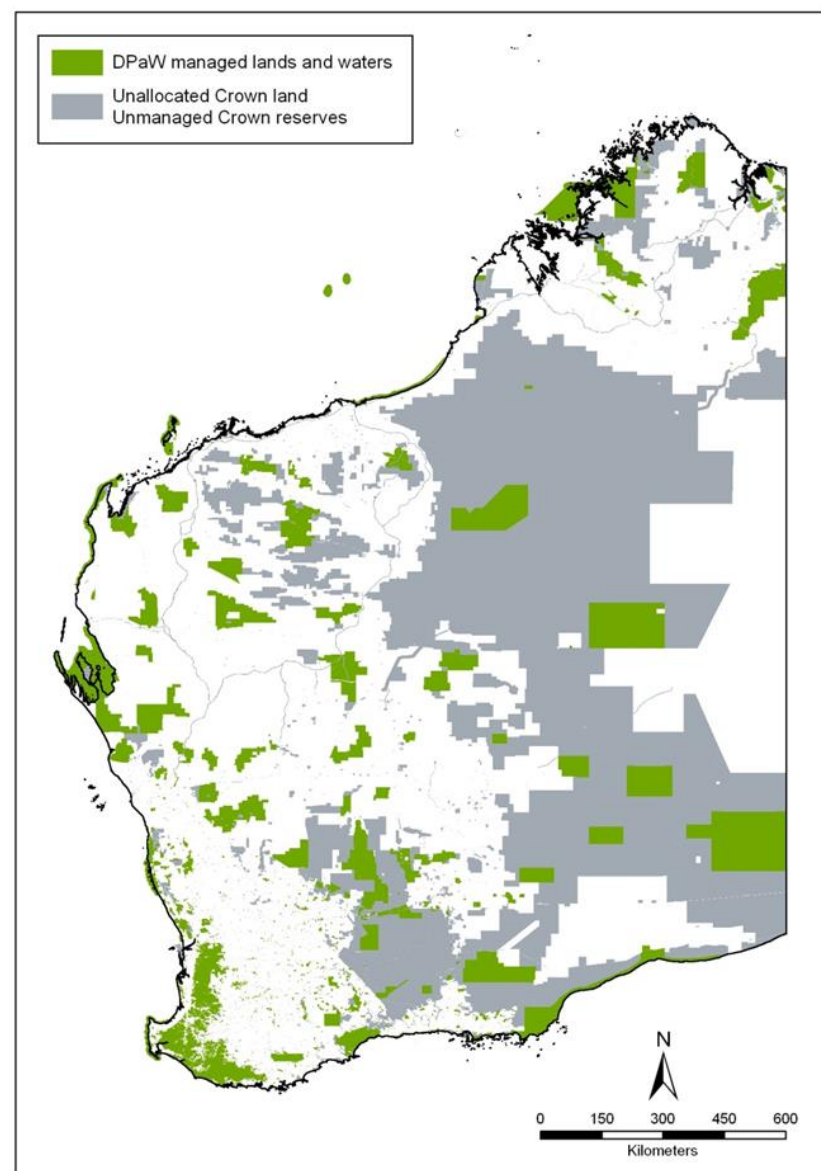 DPaW managed lands and waters
Unallocated Crown land
Unmanaged Crown reserves
N
0 150 300 450 600
Kilometers